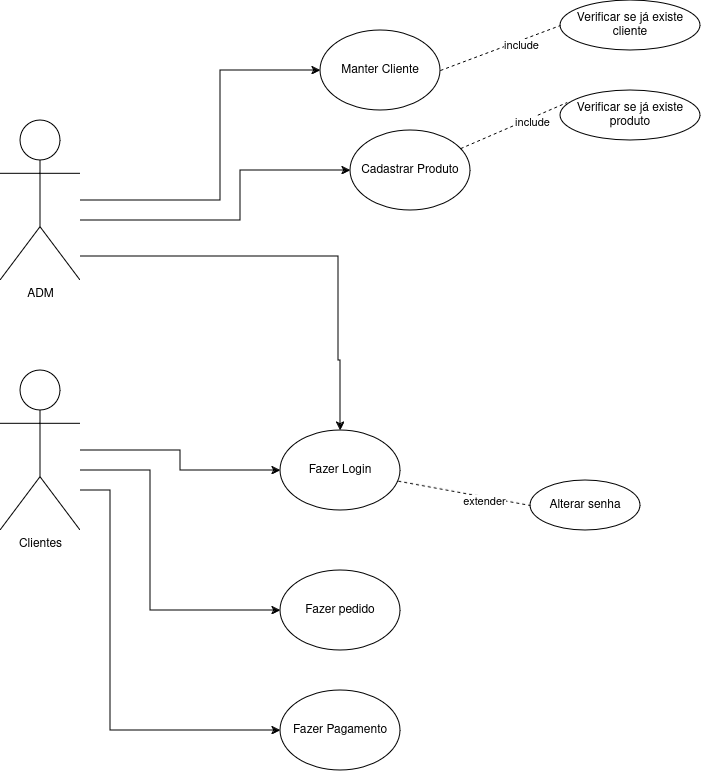 Verificar se já existe
cliente
include
Manter Cliente
Verificar se já existe
produto
include
Cadastrar Produto
ADM
Fazer Login
extender
Alterar senha
Clientes
Fazer pedido
Fazer Pagamento